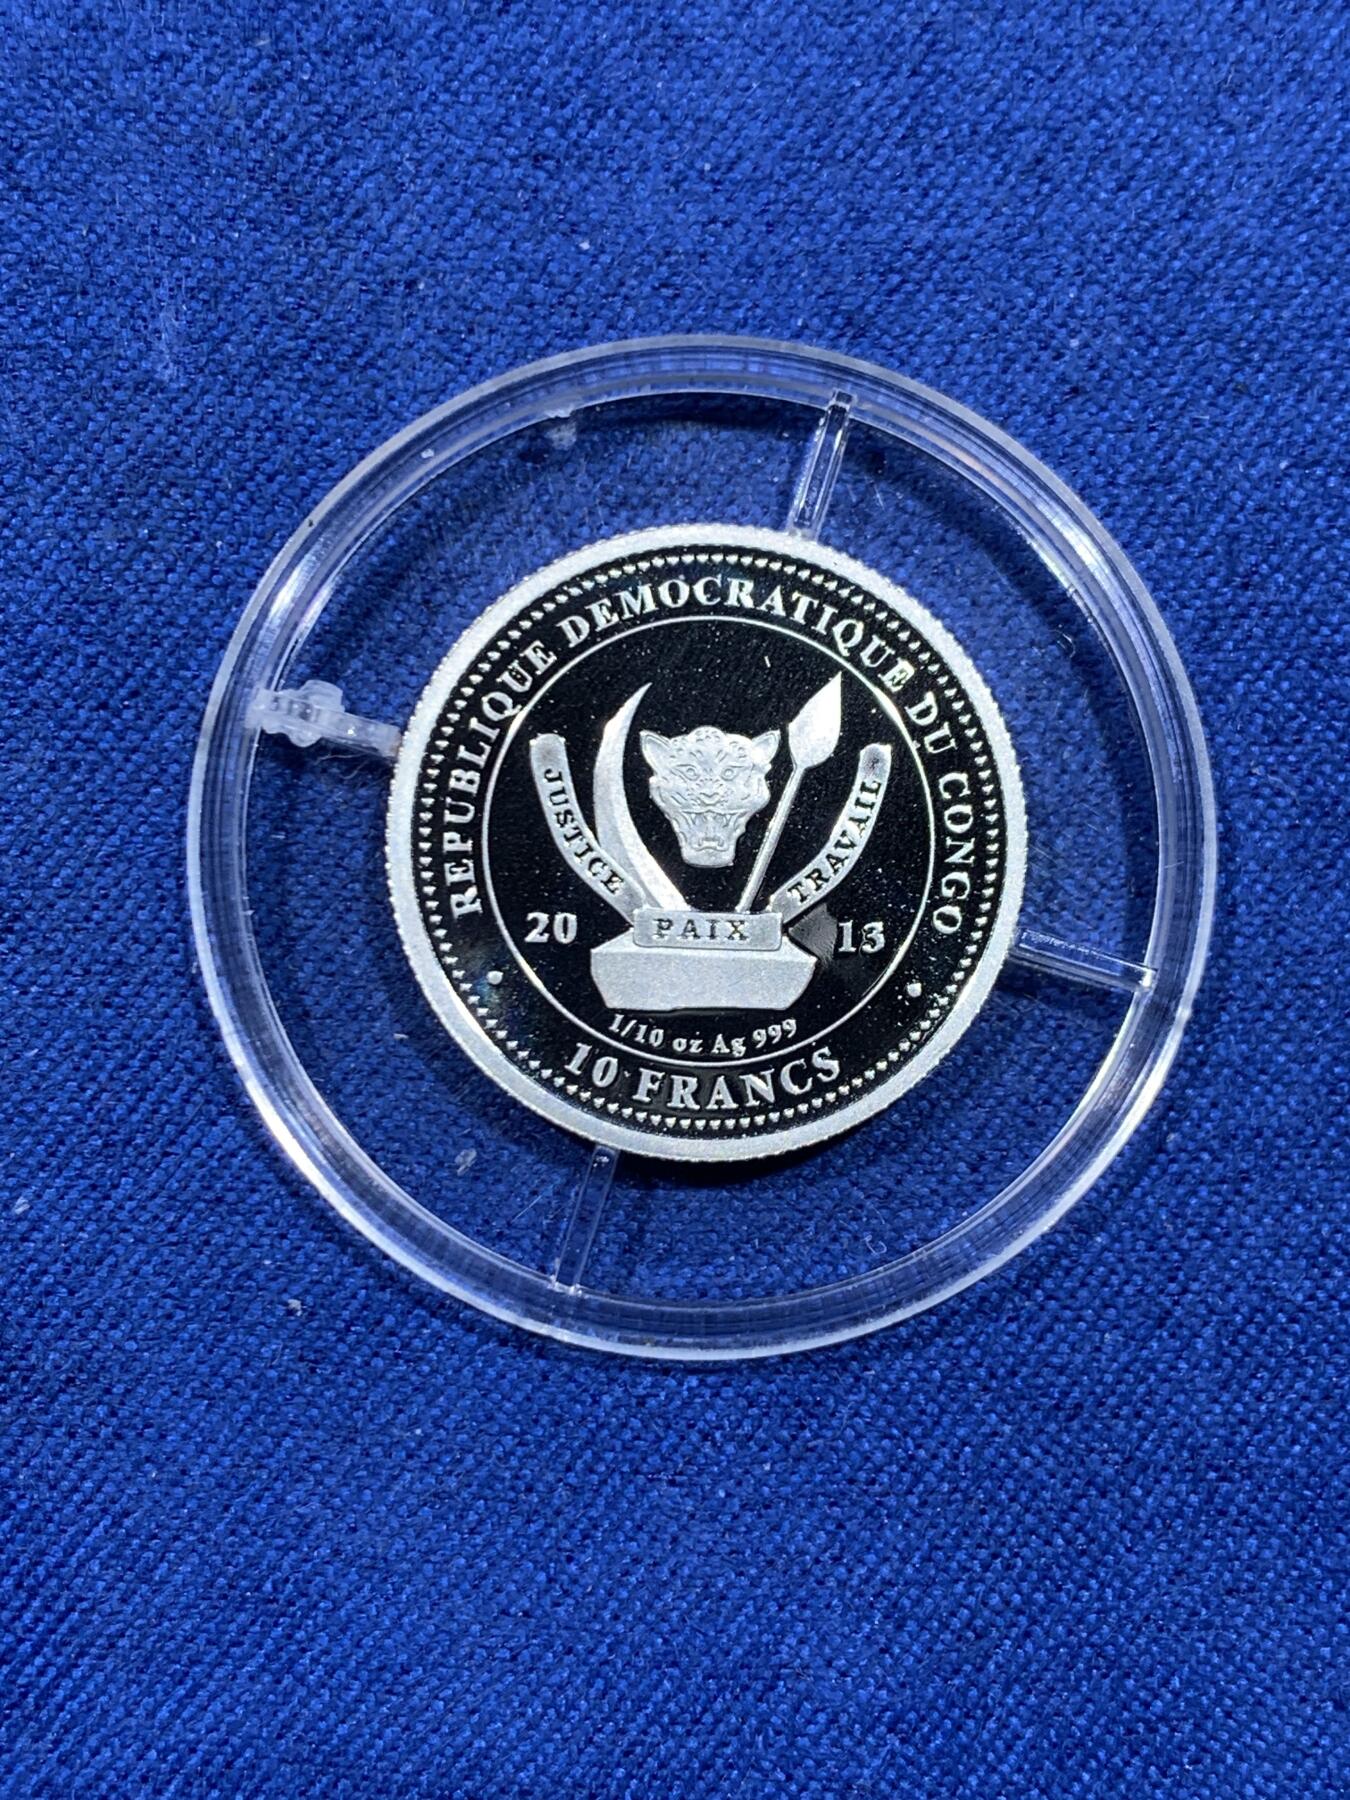 REPUBLIQUE DEMOCRATIQUE DU CONGO
JUSTICE
PAIX
TRAVAIL
20 13
1/10 oz Ag 999
10 FRANCS